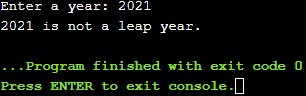 Enter a year: 2021
2021 is not a leap year.
...Program finished with exit code 0
Press ENTER to exit console.